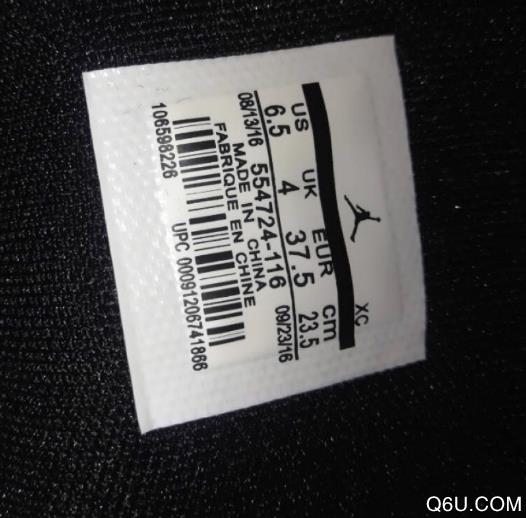 XC
US UK EUR cm
6.5 4 37.5 23.5
08/13/16 554724-116 09/23/16
MADE IN CHINA
FABRIQUE EN CHINE
106598226 UPC 00091206741866
Q6U.COM